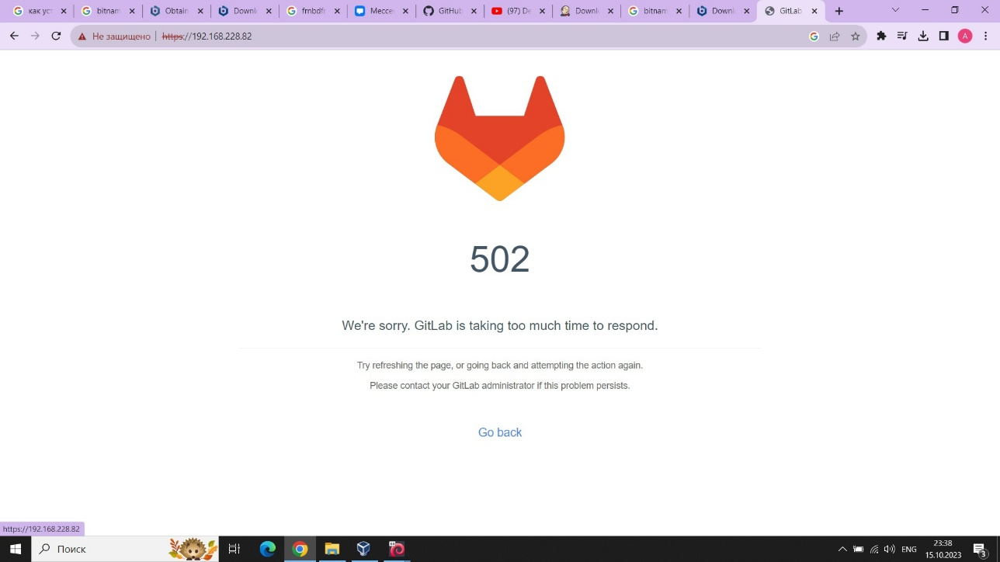 как ус
bitnam
Obtain
Downl
fmbdfi
Мессе
GitHub
(97) De
Downl
bitnam
Downl
GitLab
Не защищено
https://192.168.228.82
A
502
We're sorry. GitLab is taking too much time to respond.
Try refreshing the page, or going back and attempting the action again.
Please contact your GitLab administrator if this problem persists.
Go back
https://192.168.228.82
Поиск
ENG
23:38
15.10.2023
3